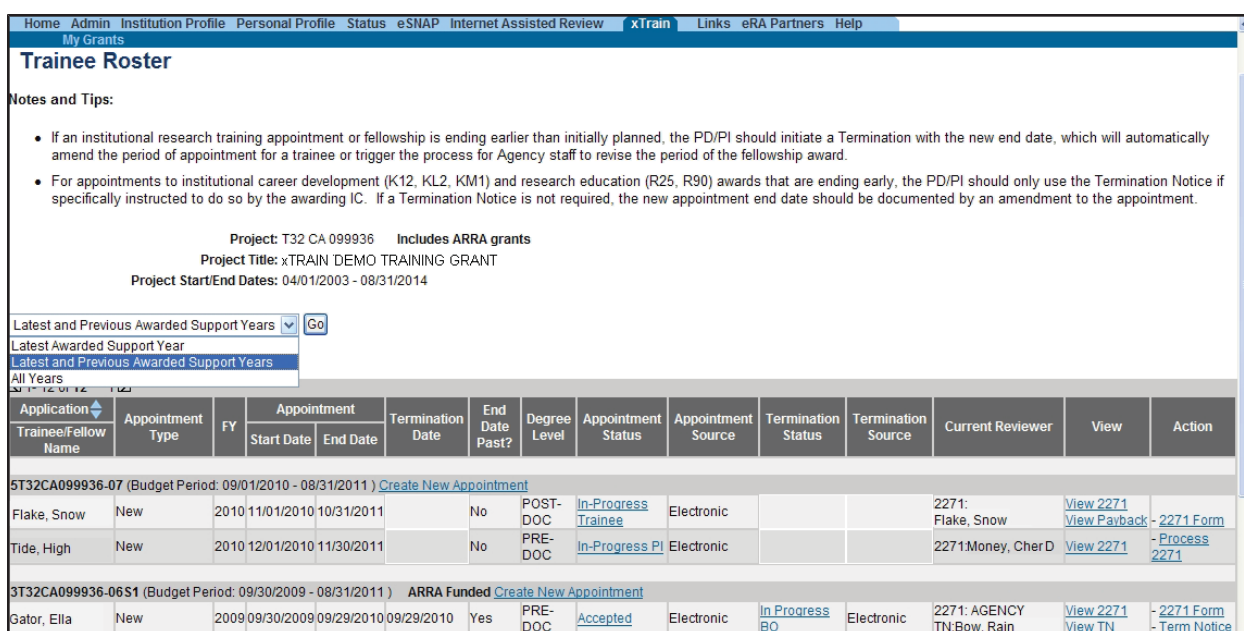 Home Admin Institution Profile Personal Profile Status eSNAP Internet Assisted Review xTrain Links eRA Partners Help
My Grants
Trainee Roster
Notes and Tips:
• If an institutional research training appointment or fellowship is ending earlier than initially planned, the PD/PI should initiate a Termination with the new end date, which will automatically
amend the period of appointment for a trainee or trigger the process for Agency staff to revise the period of the fellowship award.
• For appointments to institutional career development (K12, KL2, KM1) and research education (R25, R90) awards that are ending early, the PD/PI should only use the Termination Notice if
specifically instructed to do so by the awarding IC. If a Termination Notice is not required, the new appointment end date should be documented by an amendment to the appointment.
Project: T32 CA 099936 Includes ARRA grants
Project Title: xTRAIN DEMO TRAINING GRANT
Project Start/End Dates: 04/01/2003 - 08/31/2014
Latest and Previous Awarded Support Years Go
Latest Awarded Support Year
Latest and Previous Awarded Support Years
All Years
Application Appointment Type FY Appointment Termination Date End Date Past? Degree Level Appointment Status Appointment Source Termination Status Termination Source Current Reviewer View Action
Trainee/Fellow Name Start Date End Date
5T32CA099936-07 (Budget Period: 09/01/2010 - 08/31/2011 ) Create New Appointment
Flake, Snow New 2010 11/01/2010 10/31/2011 No POST-DOC In-Progress Trainee Electronic 2271: Flake, Snow View 2271 View Payback - 2271 Form
Tide, High New 2010 12/01/2010 11/30/2011 No PRE-DOC In-Progress PI Electronic 2271:Money, Cher D View 2271 - Process 2271
3T32CA099936-06S1 (Budget Period: 09/30/2009 - 08/31/2011 ) ARRA Funded Create New Appointment
Gator, Ella New 2009 09/30/2009 09/29/2010 09/29/2010 Yes PRE-DOC Accepted Electronic In Progress BO Electronic 2271: AGENCY TN:Bow, Rain View 2271 View TN - 2271 Form - Term Notice